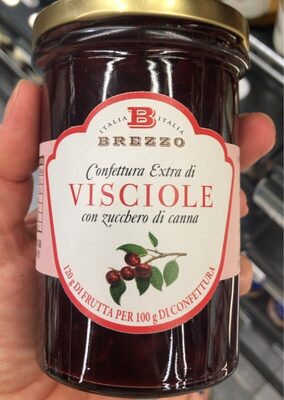 ITALIA B ITALIA
BREZZO
Confettura Extra di
VISCIOLE
con zucchero di canna
120 g DI FRUTTA PER 100 g DI CONFETTURA